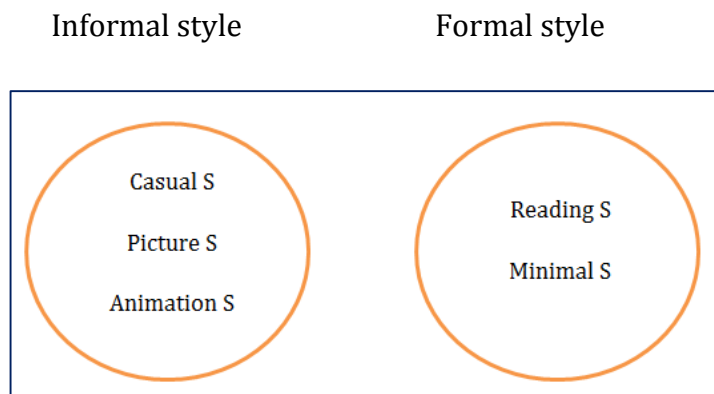 Informal style
Formal style
Casual S
Picture S
Animation S
Reading S
Minimal S